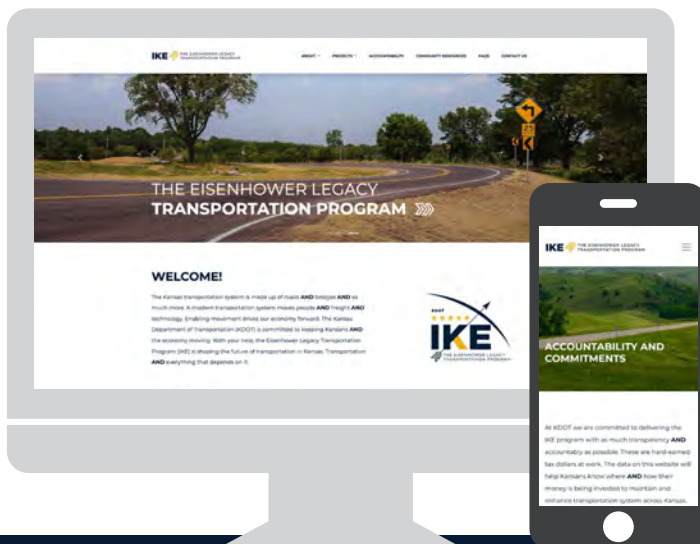 IKE THE EISENHOWER LEGACY
TRANSPORTATION PROGRAM
ABOUT PROJECTS ACCOUNTABILITY COMMUNITY RESOURCES FAQS CONTACT US
25
THE EISENHOWER LEGACY
TRANSPORTATION PROGRAM
WELCOME!
The Kansas transportation system is made up of roads AND bridges AND so
much more. A modern transportation system moves people AND freight AND
technology. Enabling movement drives our economy forward. The Kansas
Department of Transportation (KDOT) is committed to keeping Kansans AND
the economy moving. With your help, the Eisenhower Legacy Transportation
Program (IKE) is shaping the future of transportation in Kansas. Transportation
AND everything that depends on it.
KDOT
IKE
THE EISENHOWER LEGACY
TRANSPORTATION PROGRAM
IKE THE EISENHOWER LEGACY
TRANSPORTATION PROGRAM
ACCOUNTABILITY AND
COMMITMENTS
At KDOT we are committed to delivering the
IKE program with as much transparency AND
accountably as possible. These are hard-earned
tax dollars at work. The data on this website will
help Kansans know where AND how their
money is being invested to maintain and
enhance transportation system across Kansas.